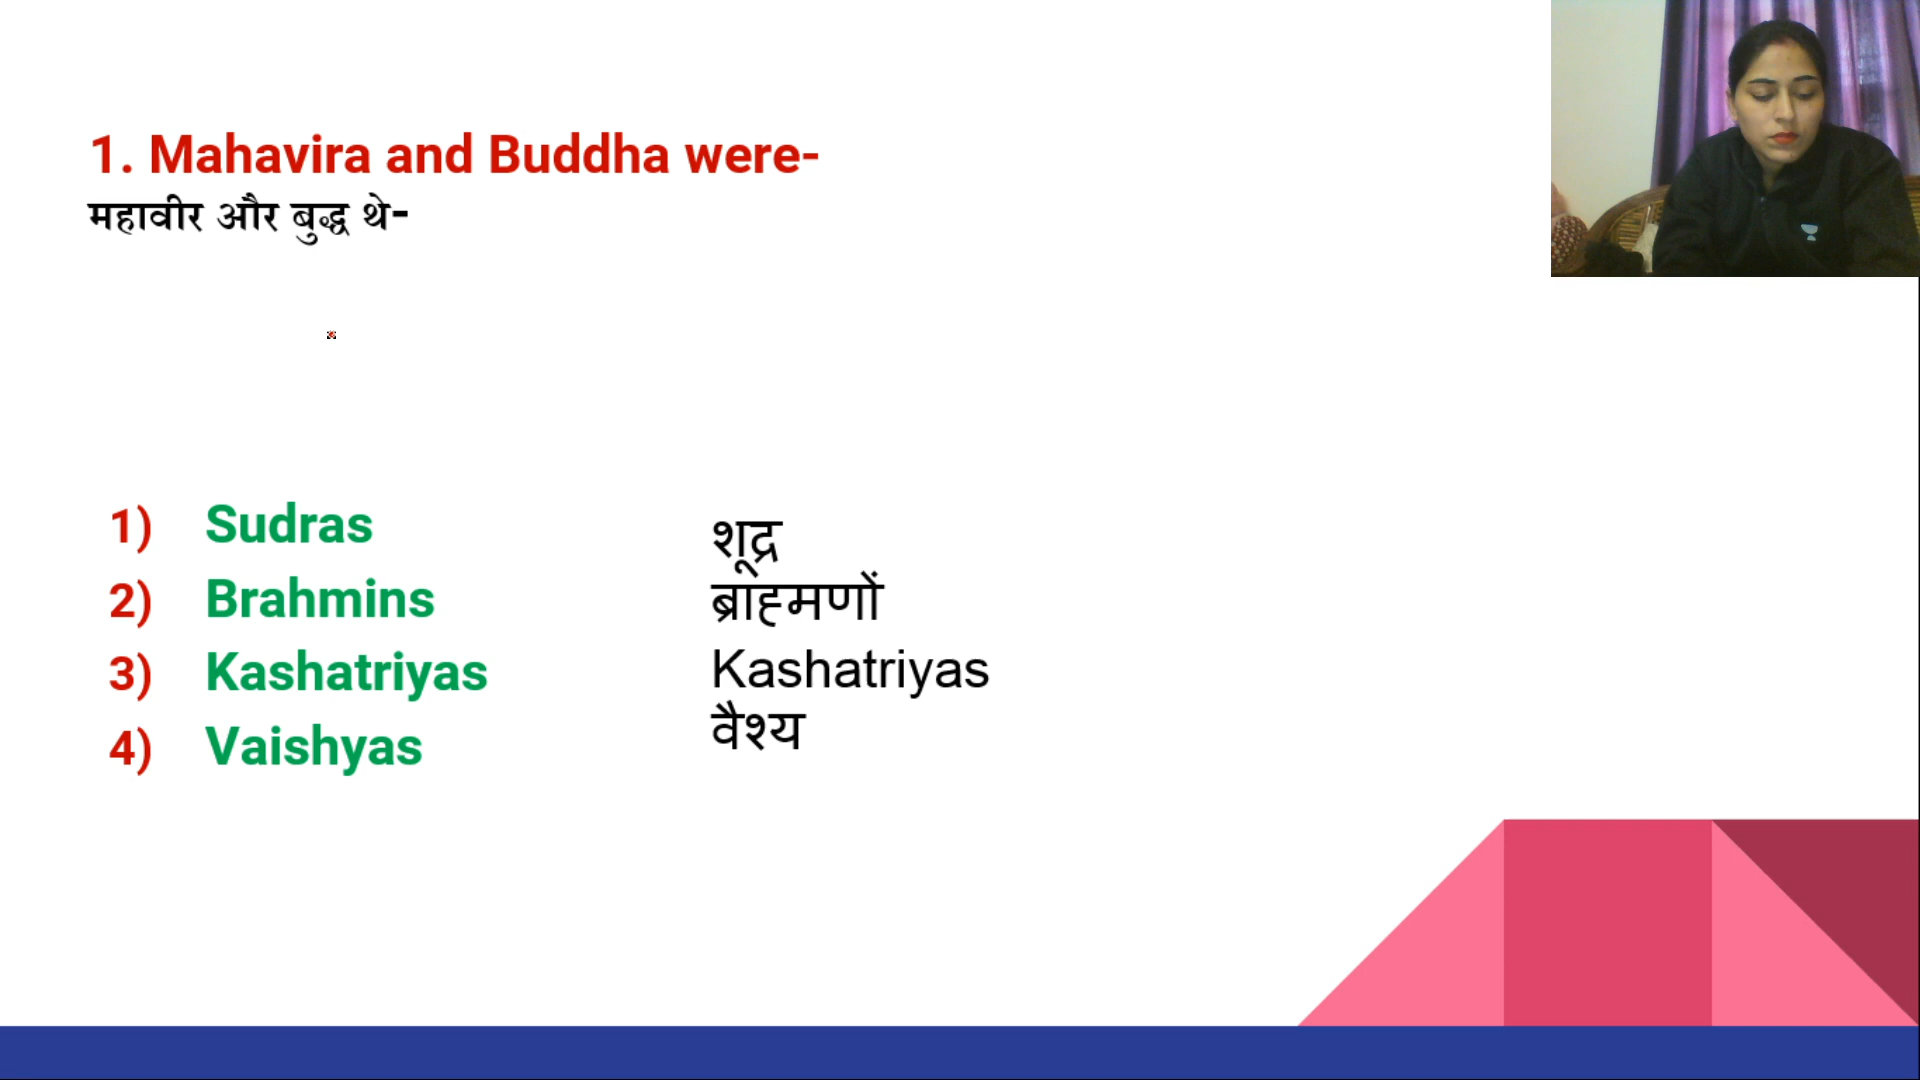 1. Mahavira and Buddha were-
महावीर और बुद्ध थे-
1) Sudras
2) Brahmins
3) Kashatriyas
4) Vaishyas
शूद्र
ब्राह्मणों
Kashatriyas
वैश्य